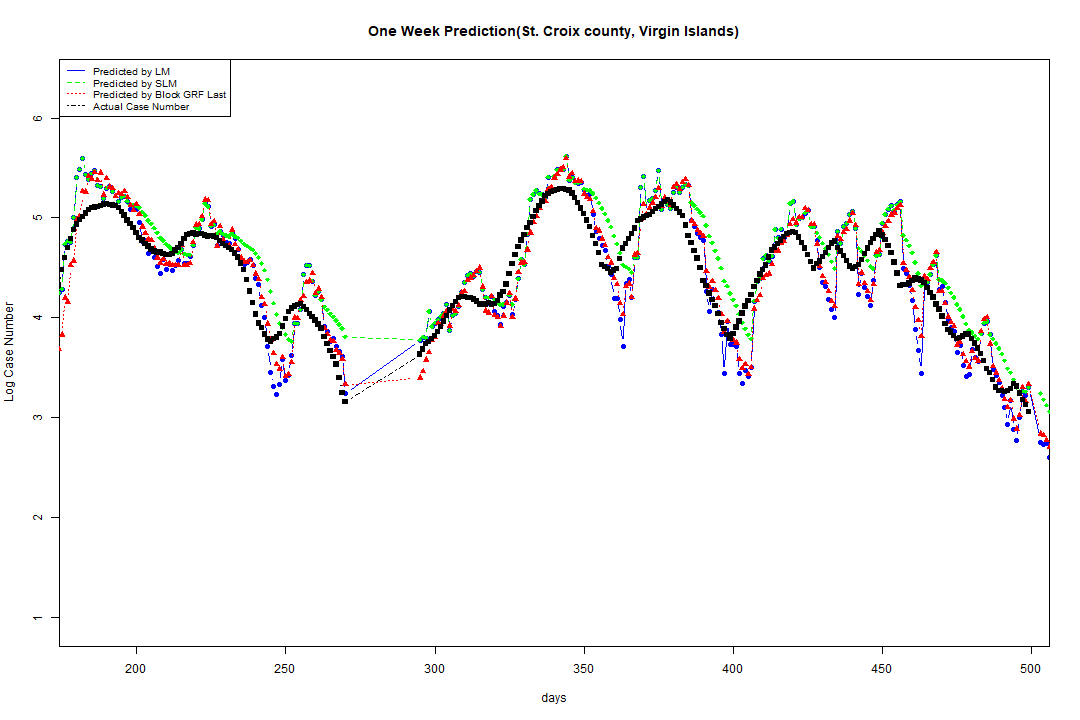 One Week Prediction(St. Croix county, Virgin Islands)
Predicted by LM
Predicted by SLM
Predicted by Block GRF Last
Actual Case Number
6
5
4
3
2
1
Log Case Number
200 250 300 350 400 450 500
days